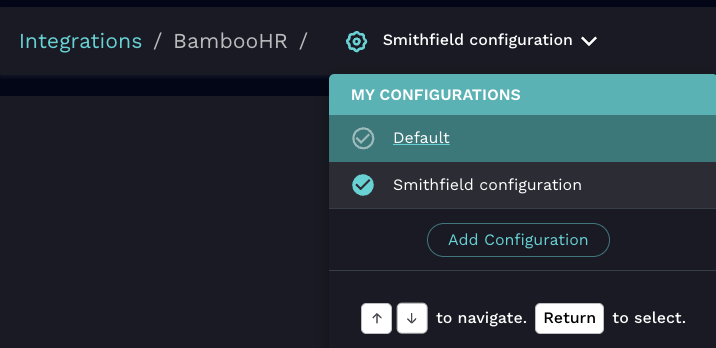 Integrations / BambooHR / Smithfield configuration
MY CONFIGURATIONS
Default
Smithfield configuration
Add Configuration
↑ ↓ to navigate. Return to select.